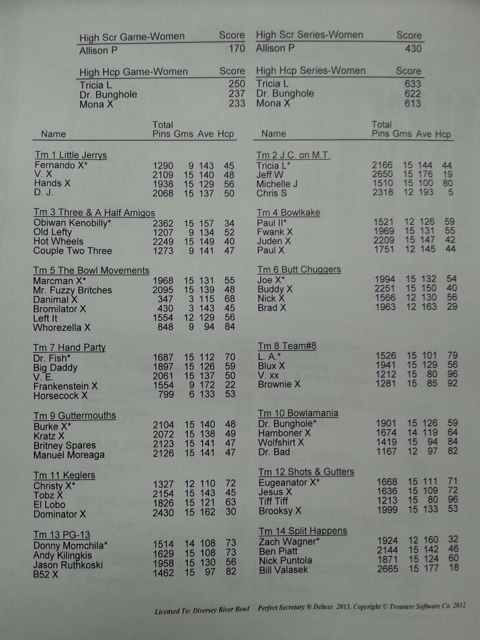 High Scr Game-Women Score
Allison P 170
High Scr Series-Women Score
Allison P 430
High Hcp Game-Women Score
Tricia L 250
Dr. Bunghole 237
Mona X 233
High Hcp Series-Women Score
Tricia L 633
Dr. Bunghole 622
Mona X 613
Total
Name Pins Gms Ave Hcp
Tm 1 Little Jerrys
Fernando X* 1290 9 143 45
V. X 2109 15 140 48
Hands X 1938 15 129 56
D. J. 2068 15 137 50
Tm 3 Three & A Half Amigos
Obiwan Kenobilly* 2362 15 157 34
Old Lefty 1207 9 134 52
Hot Wheels 2249 15 149 40
Couple Two Three 1273 9 141 47
Tm 5 The Bowl Movements
Marcman X* 1968 15 131 55
Mr. Fuzzy Britches 2095 15 139 48
Danimal X 347 3 115 68
Bromilator X 430 3 143 45
Left It 1554 12 129 56
Whorezella X 848 9 94 84
Tm 7 Hand Party
Dr. Fish* 1687 15 112 70
Big Daddy 1897 15 126 59
V. E. 2061 15 137 50
Frankenstein X 1554 9 172 22
Horsecock X 799 6 133 53
Tm 9 Guttermouths
Burke X* 2104 15 140 48
Kratz X 2072 15 138 49
Britney Spares 2123 15 141 47
Manuel Moreaga 2126 15 141 47
Tm 11 Keglers
Christy X* 1327 12 110 72
Tobz X 2154 15 143 45
El Lobo 1826 15 121 63
Dominator X 2430 15 162 30
Tm 13 PG-13
Donny Momchila* 1514 14 108 73
Andy Kilingkis 1629 15 108 73
Jason Ruthkoski 1958 15 130 56
B52 X 1462 15 97 82
Total
Name Pins Gms Ave Hcp
Tm 2 J.C. on M.T.
Tricia L* 2166 15 144 44
Jeff W 2650 15 176 19
Michelle J 1510 15 100 80
Chris S 2318 12 193 5
Tm 4 Bowlkake
Paul II* 1521 12 126 59
Fwank X 1969 15 131 55
Juden X 2209 15 147 42
Paul X 1751 12 145 44
Tm 6 Butt Chuggers
Joe X* 1994 15 132 54
Buddy X 2251 15 150 40
Nick X 1566 12 130 56
Brad X 1963 12 163 29
Tm 8 Team#8
L. A.* 1526 15 101 79
Blux X 1941 15 129 56
V. xx 1212 15 80 96
Brownie X 1281 15 85 92
Tm 10 Bowlamania
Dr. Bunghole* 1901 15 126 59
Hamboner X 1674 14 119 64
Wolfshirt X 1419 15 94 84
Dr. Bad 1167 12 97 82
Tm 12 Shots & Gutters
Eugeanator X* 1668 15 111 71
Jesus X 1636 15 109 72
Tiff Tiff 1213 15 80 96
Brooksy X 1999 15 133 53
Tm 14 Split Happens
Zach Wagner* 1924 12 160 32
Ben Piatt 2144 15 142 46
Nick Puntola 1871 15 124 60
Bill Valasek 2665 15 177 18
Licensed To: Diversey River Bowl Perfect Secretary ® Deluxe 2013, Copyright © Treasure Software Co. 2012